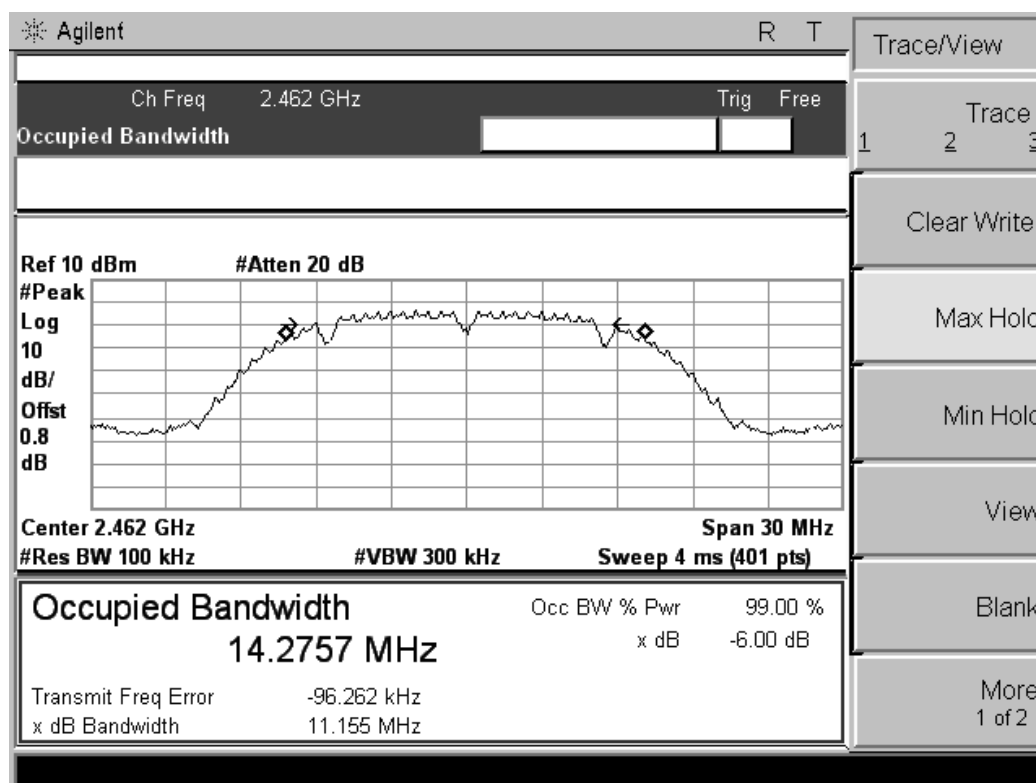 Agilent R T
Trace/View
Ch Freq 2.462 GHz Trig Free
Occupied Bandwidth
Trace
1 2 3
Clear Write
Max Hold
Min Hold
View
Blank
More
1 of 2
Ref 10 dBm #Atten 20 dB
#Peak
Log
10
dB/
Offst
0.8
dB
Center 2.462 GHz Span 30 MHz
#Res BW 100 kHz #VBW 300 kHz Sweep 4 ms (401 pts)
Occupied Bandwidth
14.2757 MHz
Occ BW % Pwr 99.00 %
x dB -6.00 dB
Transmit Freq Error -96.262 kHz
x dB Bandwidth 11.155 MHz